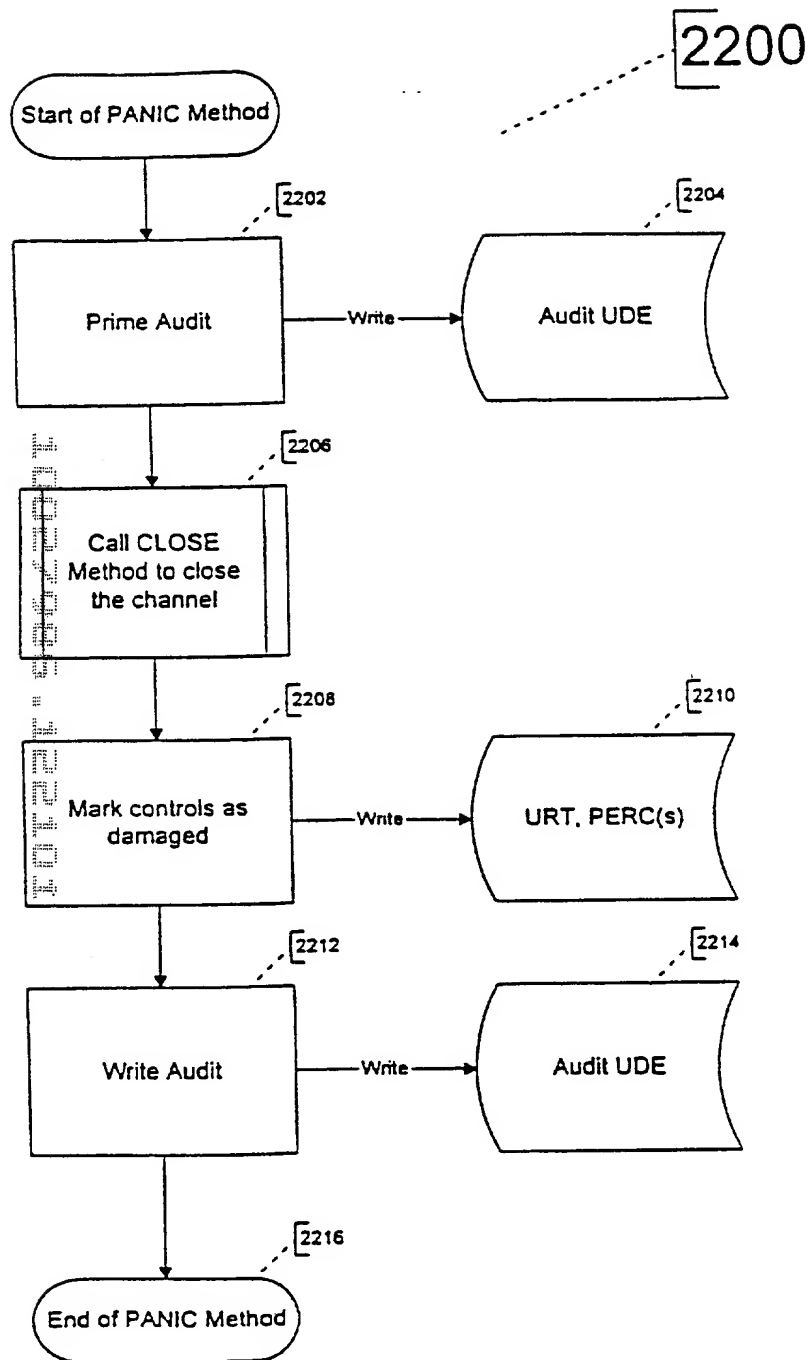 2200
Start of PANIC Method
2202
2204
Prime Audit
Write
Audit UDE
2206
Call CLOSE
Method to close
the channel
2208
2210
Mark controls as
damaged
Write
URT, PERC(s)
2212
2214
Write Audit
Write
Audit UDE
2216
End of PANIC Method